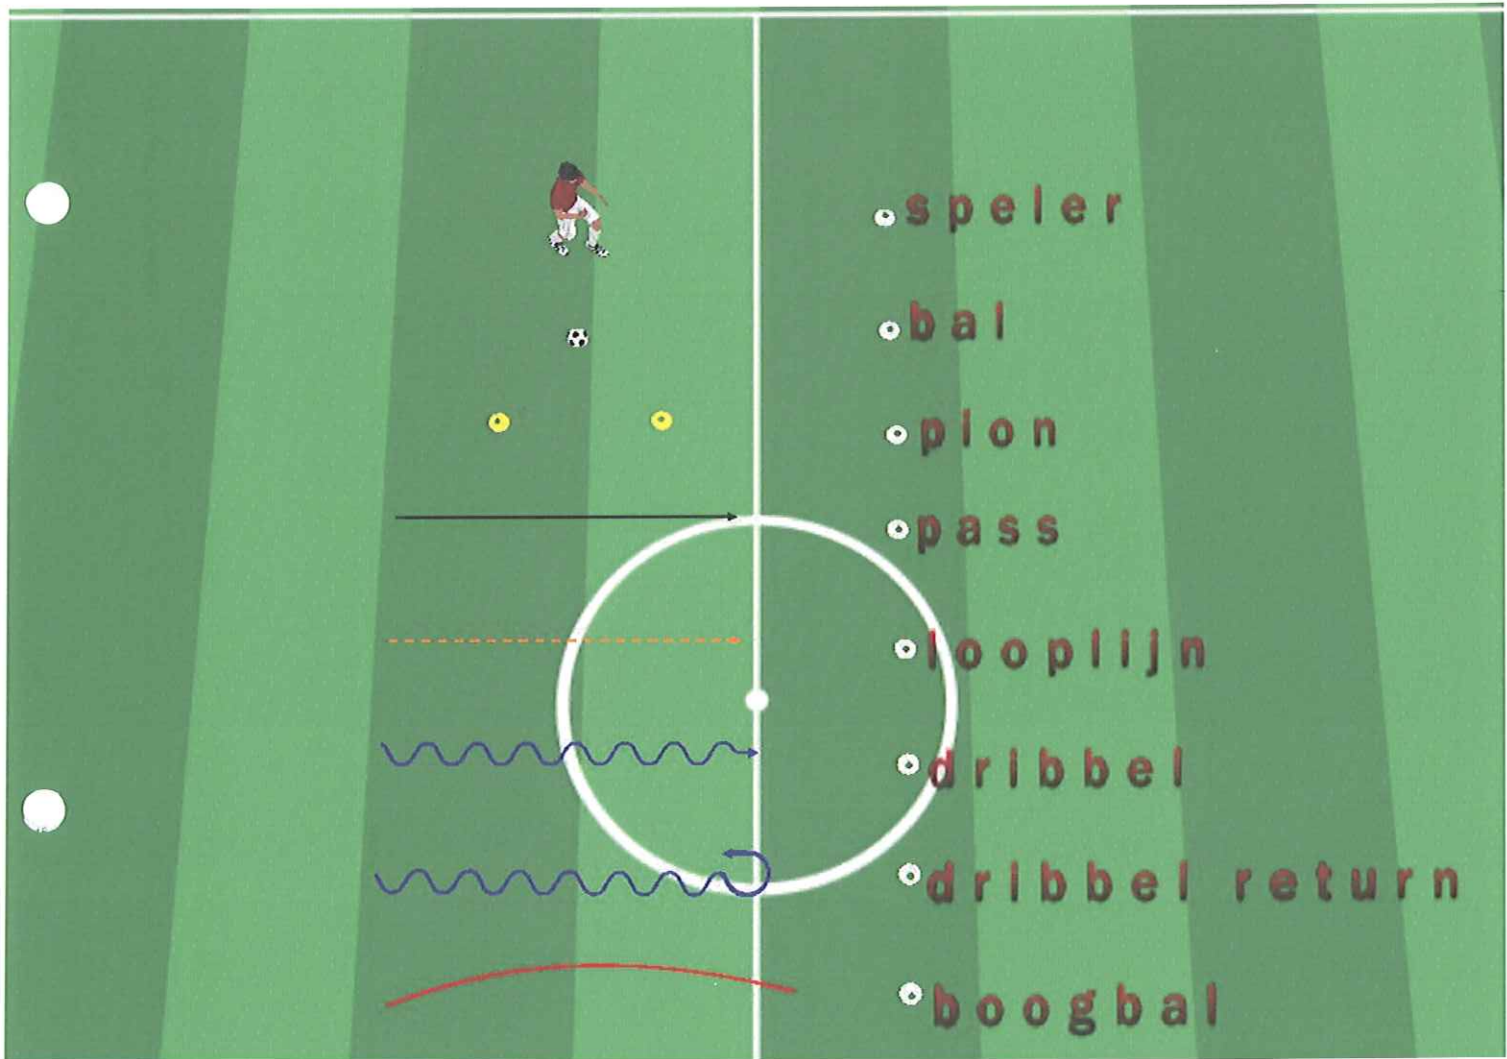 speler
bal
pion
pass
looplijn
dribbel
dribbel return
boogbal